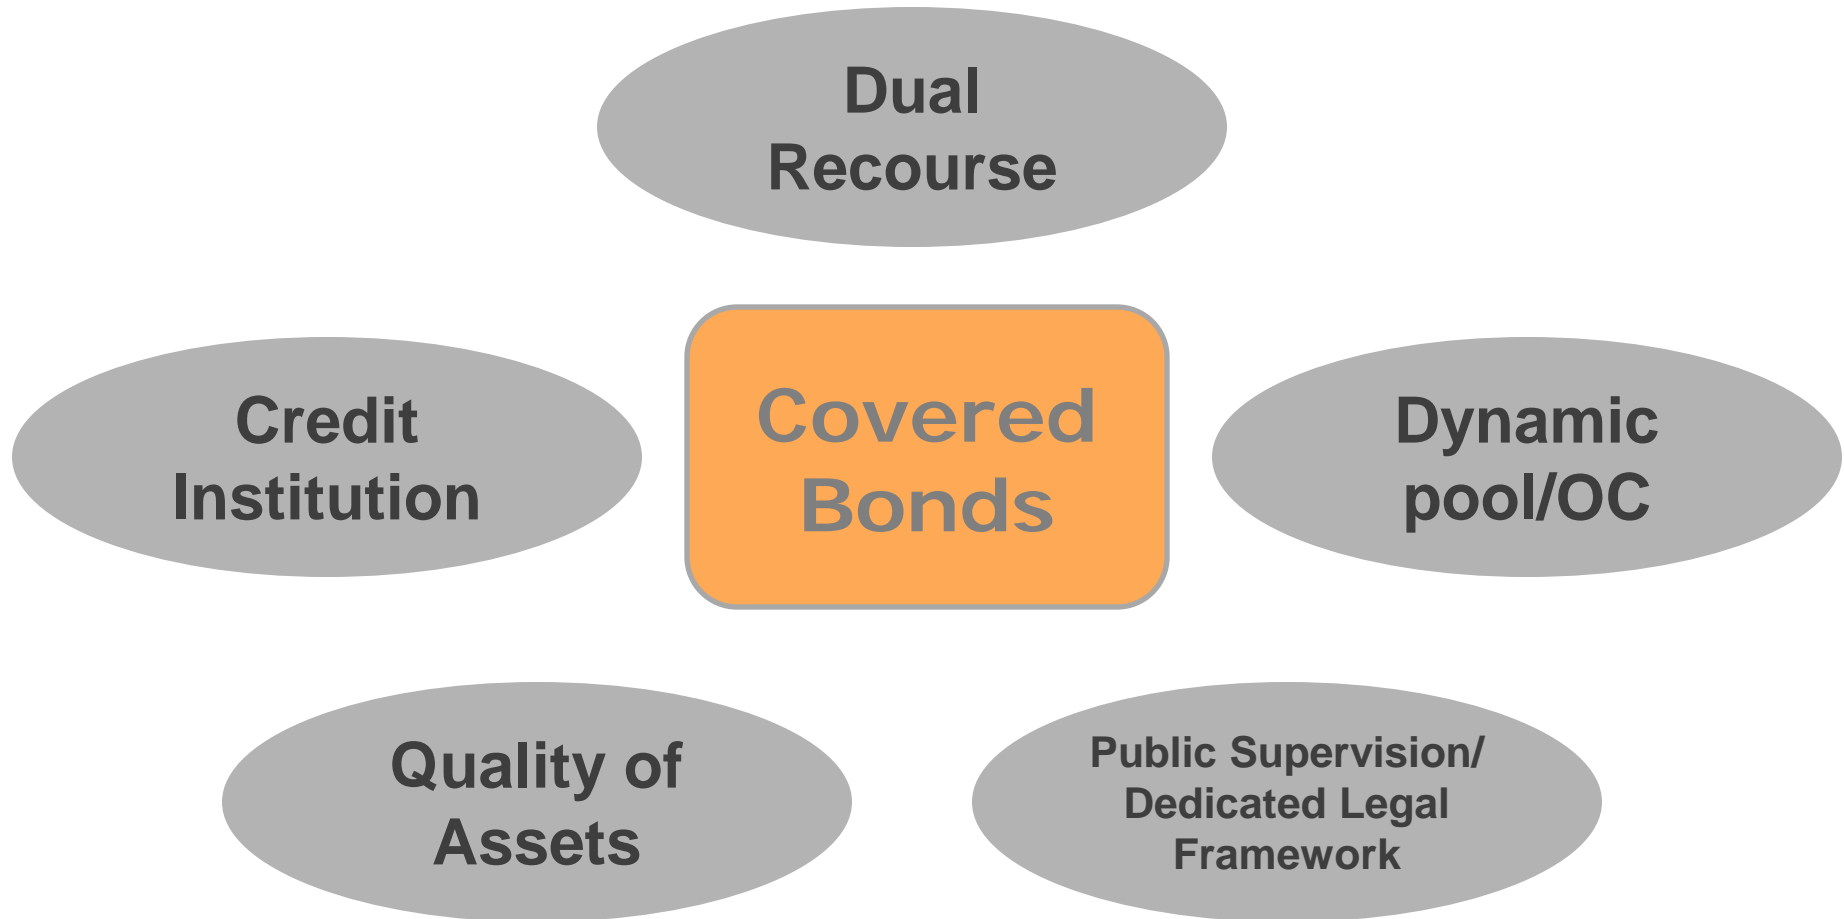 Dual
Recourse
Credit
Institution
Covered
Bonds
Dynamic
pool/OC
Quality of
Assets
Public Supervision/
Dedicated Legal
Framework